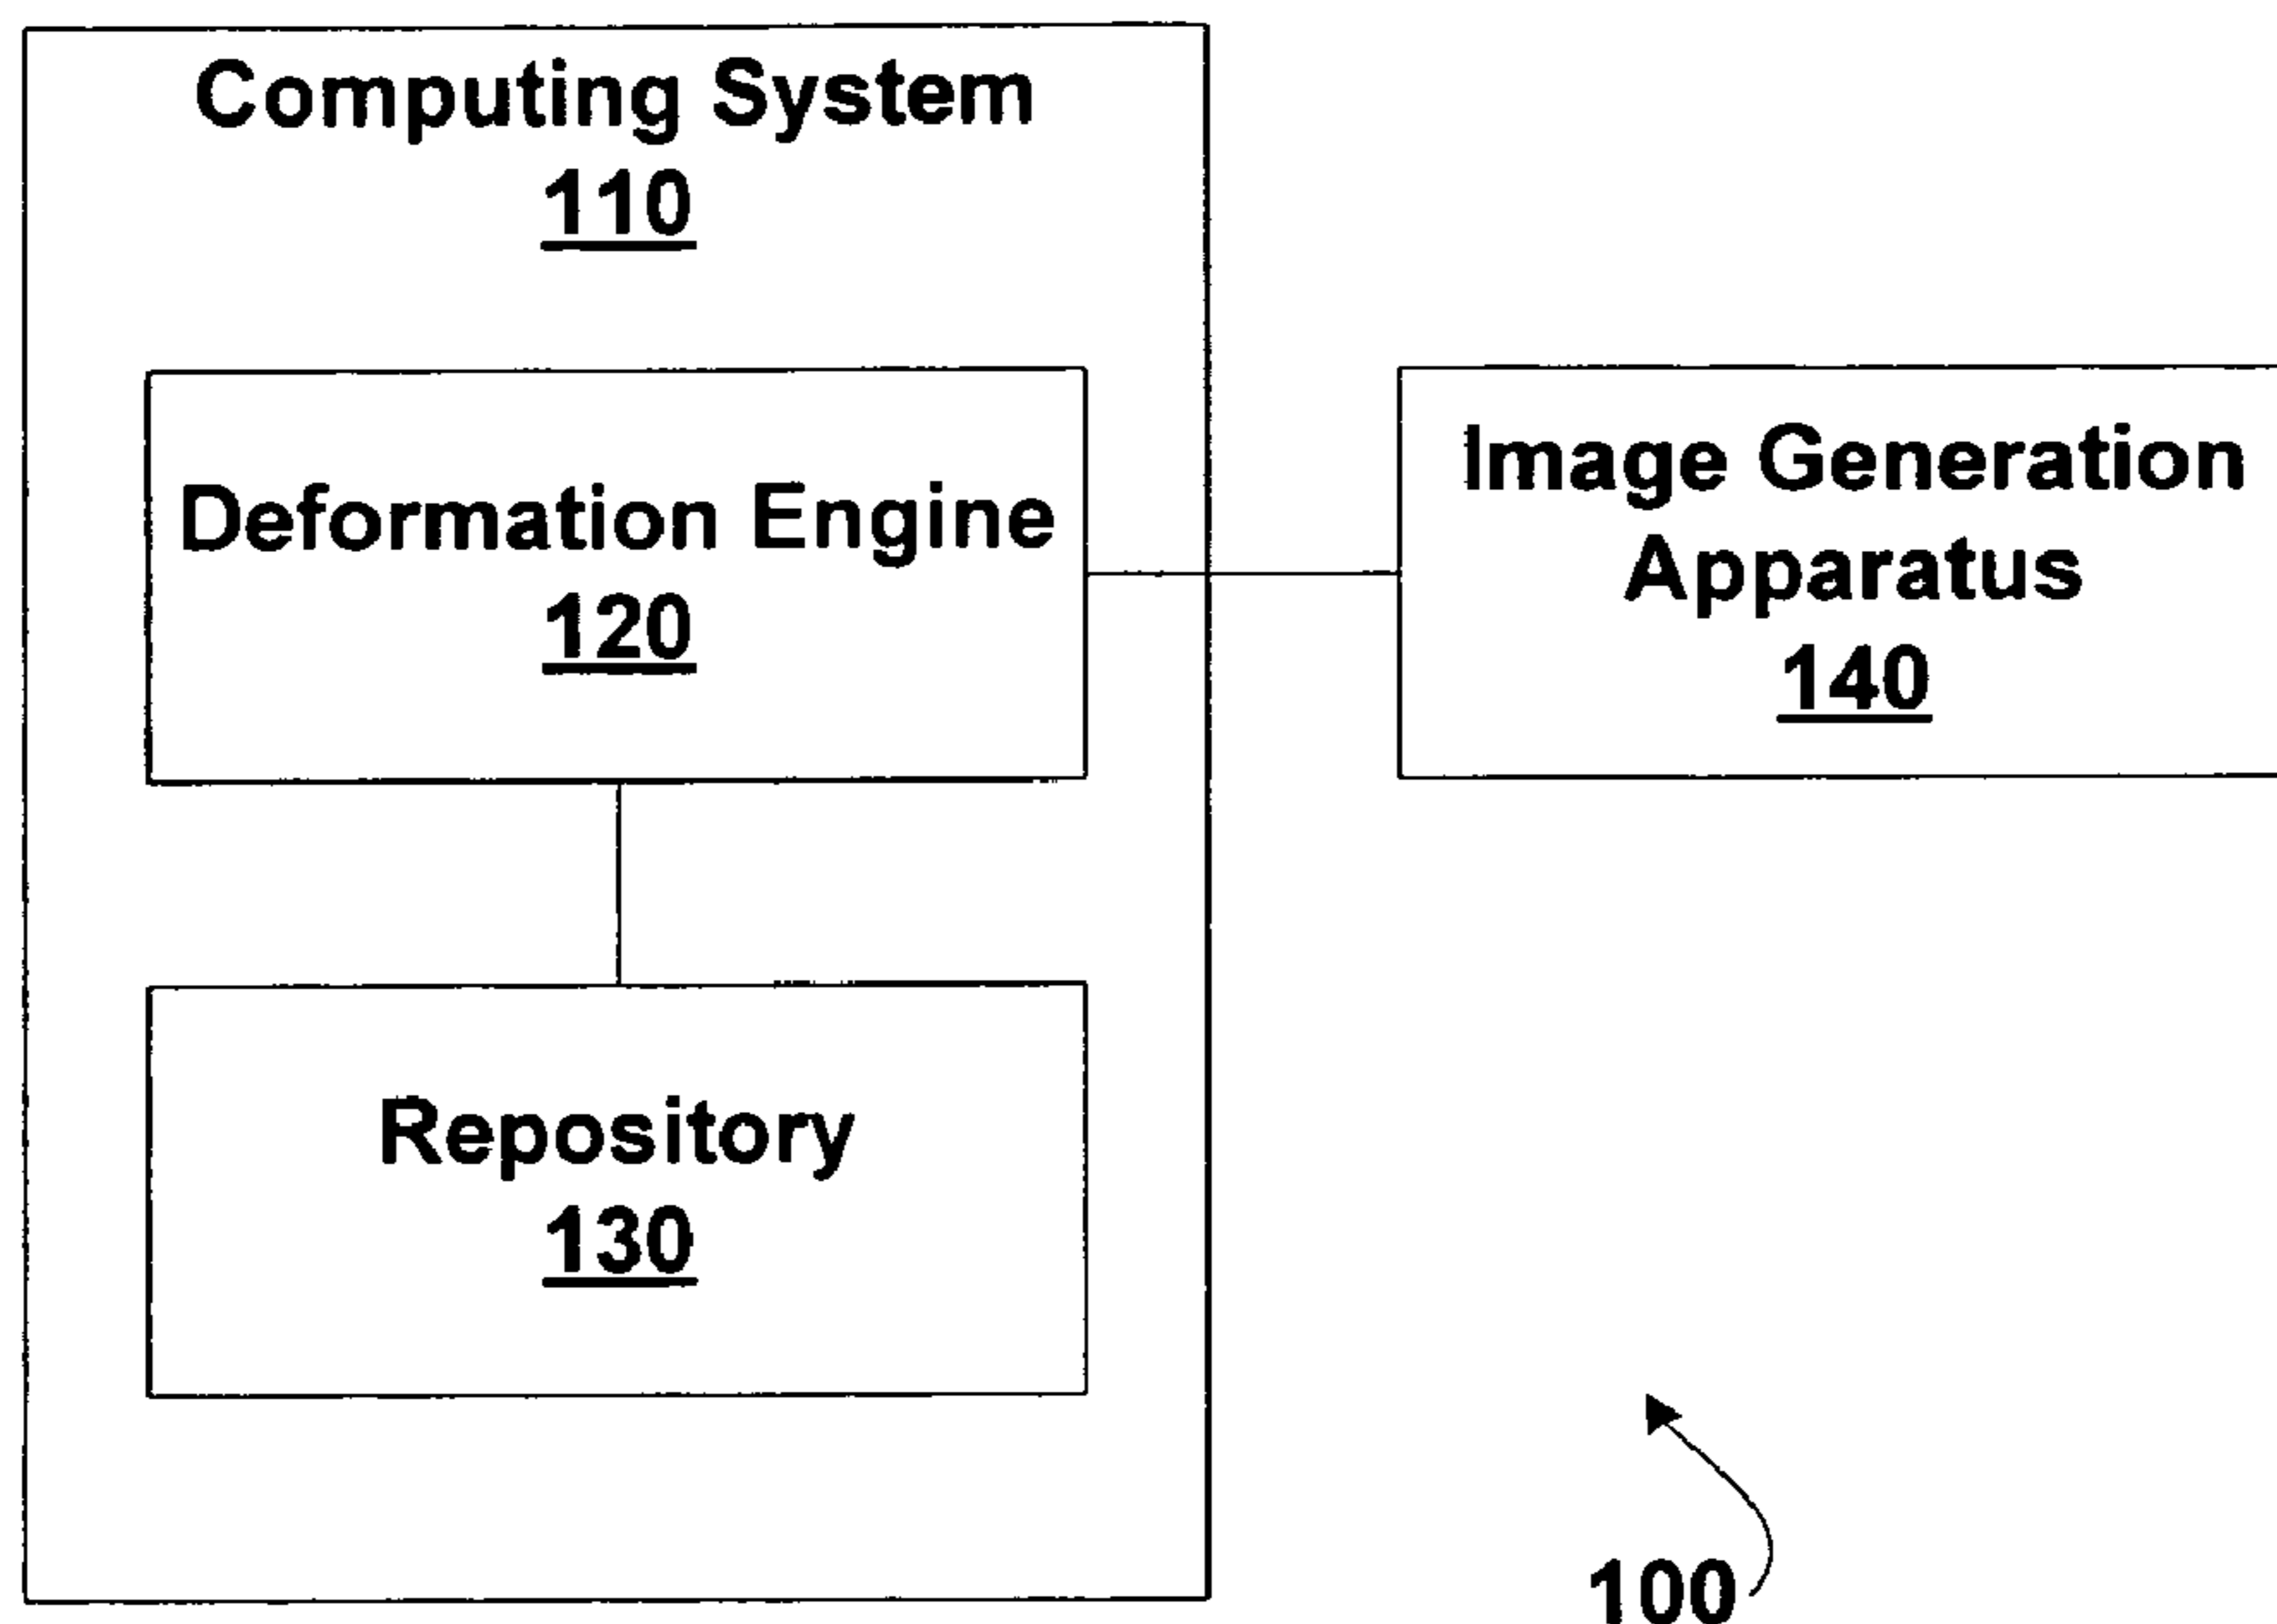 Computing System
110
Deformation Engine
120
Image Generation
Apparatus
140
Repository
130
100